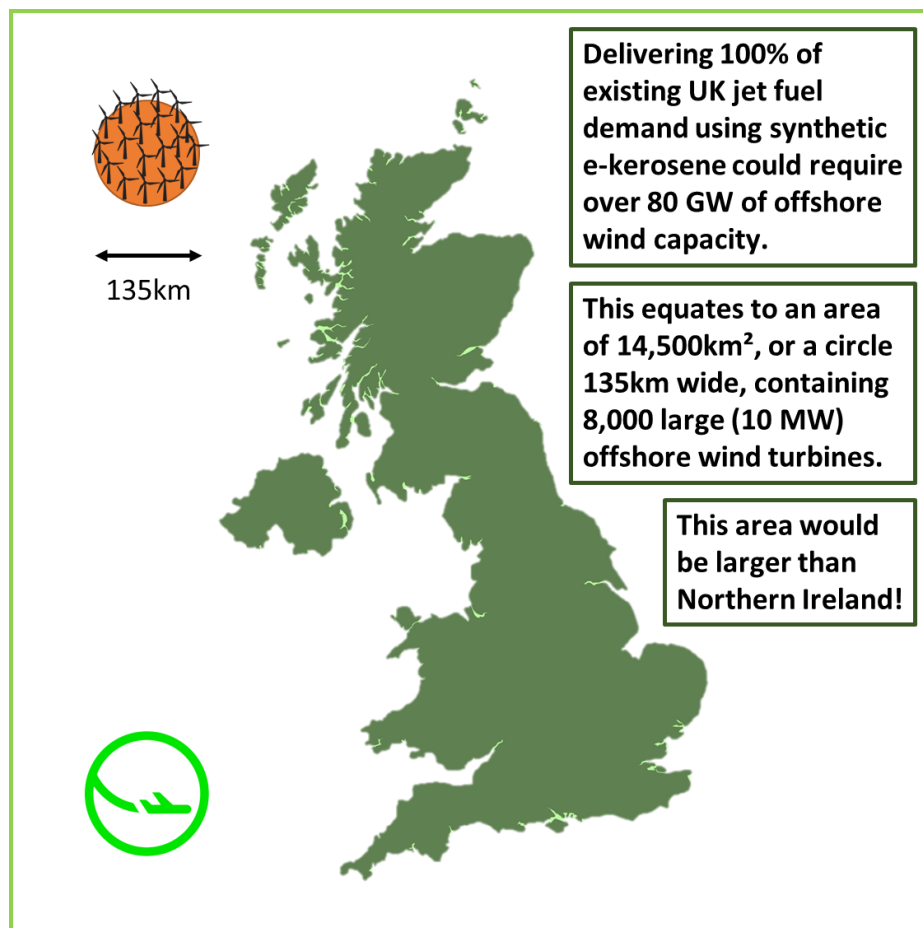 Delivering 100% of
existing UK jet fuel
demand using synthetic
e-kerosene could require
over 80 GW of offshore
wind capacity.
135km
This equates to an area
of 14,500km², or a circle
135km wide, containing
8,000 large (10 MW)
offshore wind turbines.
This area would
be larger than
Northern Ireland!